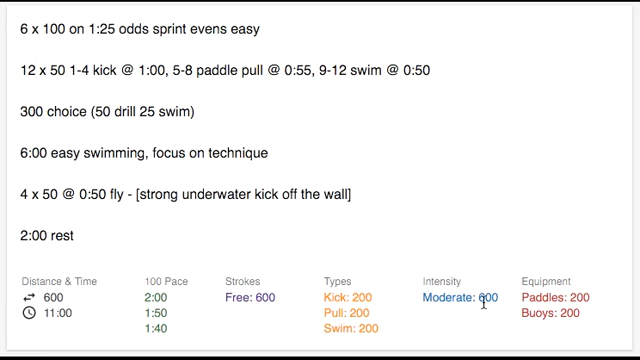 6 x 100 on 1:25 odds sprint evens easy
12 x 50 1-4 kick @ 1:00, 5-8 paddle pull @ 0:55, 9-12 swim @ 0:50
300 choice (50 drill 25 swim)
6:00 easy swimming, focus on technique
4 x 50 @ 0:50 fly - [strong underwater kick off the wall]
2:00 rest
Distance & Time 100 Pace Strokes Types Intensity Equipment
600 2:00 Free: 600 Kick: 200 Moderate: 600 Paddles: 200
11:00 1:50 Pull: 200 Buoys: 200
1:40 Swim: 200